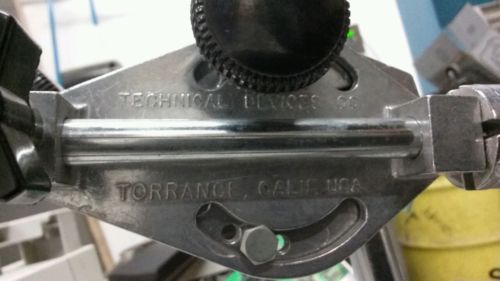 TECHNICAL DEVICES CO
TORRANCE, CALIF. USA